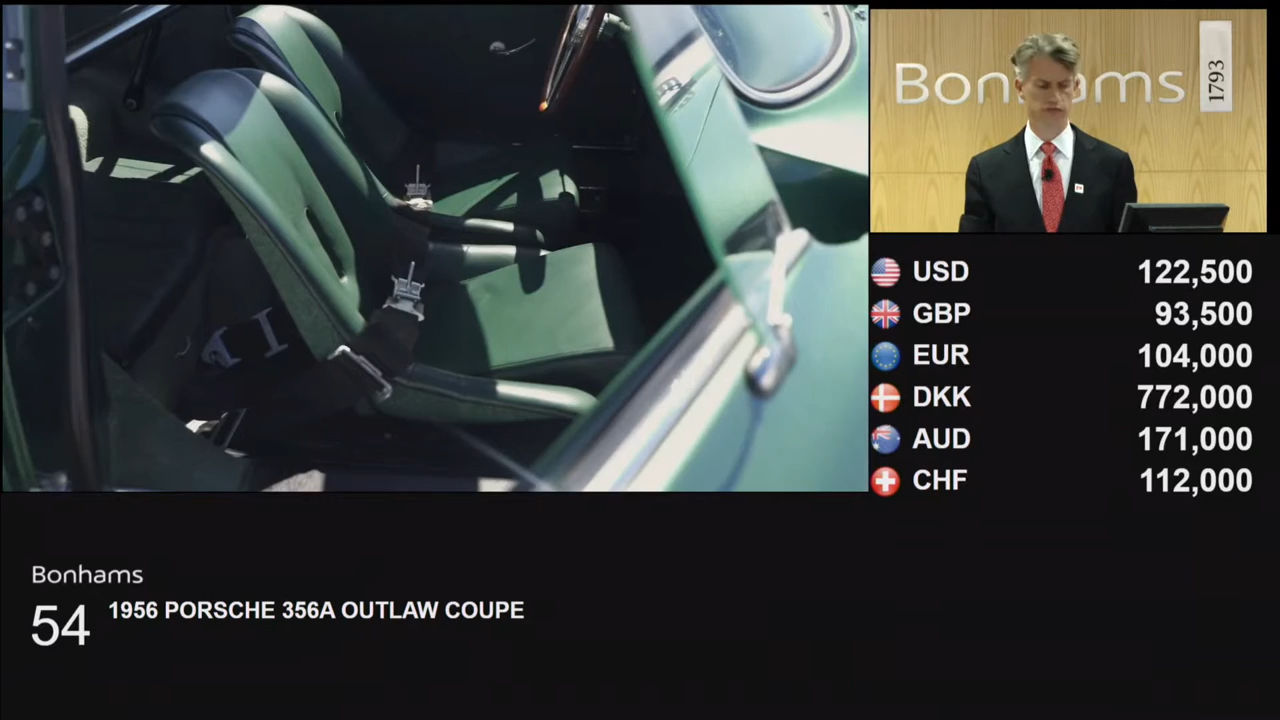 Bonhams
1793
USD 122,500
GBP 93,500
EUR 104,000
DKK 772,000
AUD 171,000
CHF 112,000
Bonhams
54 1956 PORSCHE 356A OUTLAW COUPE